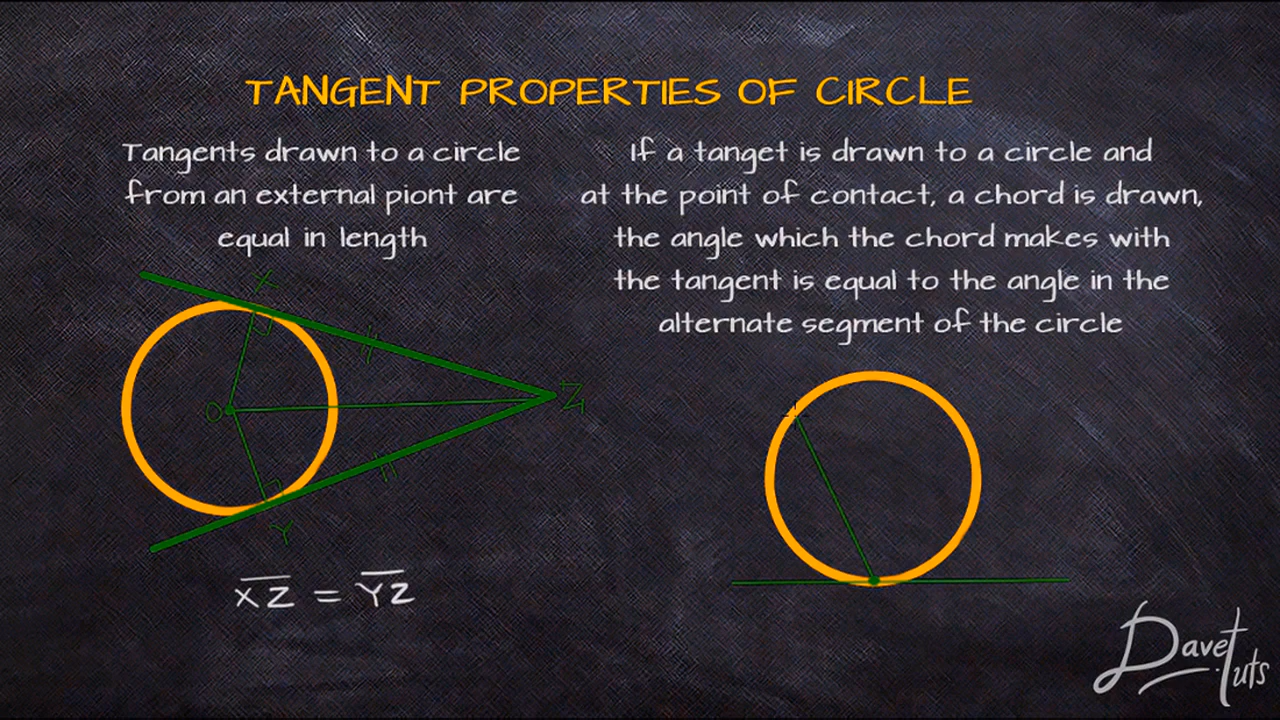 TANGENT PROPERTIES OF CIRCLE
Tangents drawn to a circle
from an external piont are
equal in length
If a tanget is drawn to a circle and
at the point of contact, a chord is drawn,
the angle which the chord makes with
the tangent is equal to the angle in the
alternate segment of the circle
X
O
Z
Y
XZ = YZ
Davet
Tuts